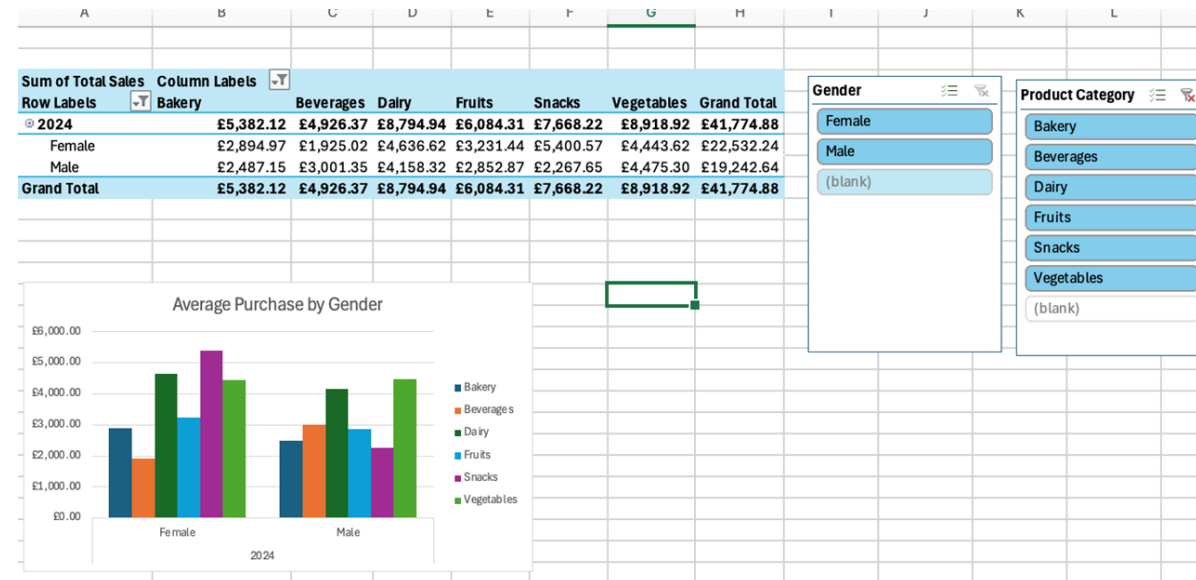 A B C D E F G H I J K L
Sum of Total Sales Column Labels
Row Labels Bakery Beverages Dairy Fruits Snacks Vegetables Grand Total
2024 £5,382.12 £4,926.37 £8,794.94 £6,084.31 £7,668.22 £8,918.92 £41,774.88
Female £2,894.97 £1,925.02 £4,636.62 £3,231.44 £5,400.57 £4,443.62 £22,532.24
Male £2,487.15 £3,001.35 £4,158.32 £2,852.87 £2,267.65 £4,475.30 £19,242.64
Grand Total £5,382.12 £4,926.37 £8,794.94 £6,084.31 £7,668.22 £8,918.92 £41,774.88
Gender
Female
Male
(blank)
Product Category
Bakery
Beverages
Dairy
Fruits
Snacks
Vegetables
(blank)
Average Purchase by Gender
£6,000.00
£5,000.00
£4,000.00
£3,000.00
£2,000.00
£1,000.00
£0.00
Female Male
2024
Bakery
Beverages
Dairy
Fruits
Snacks
Vegetables